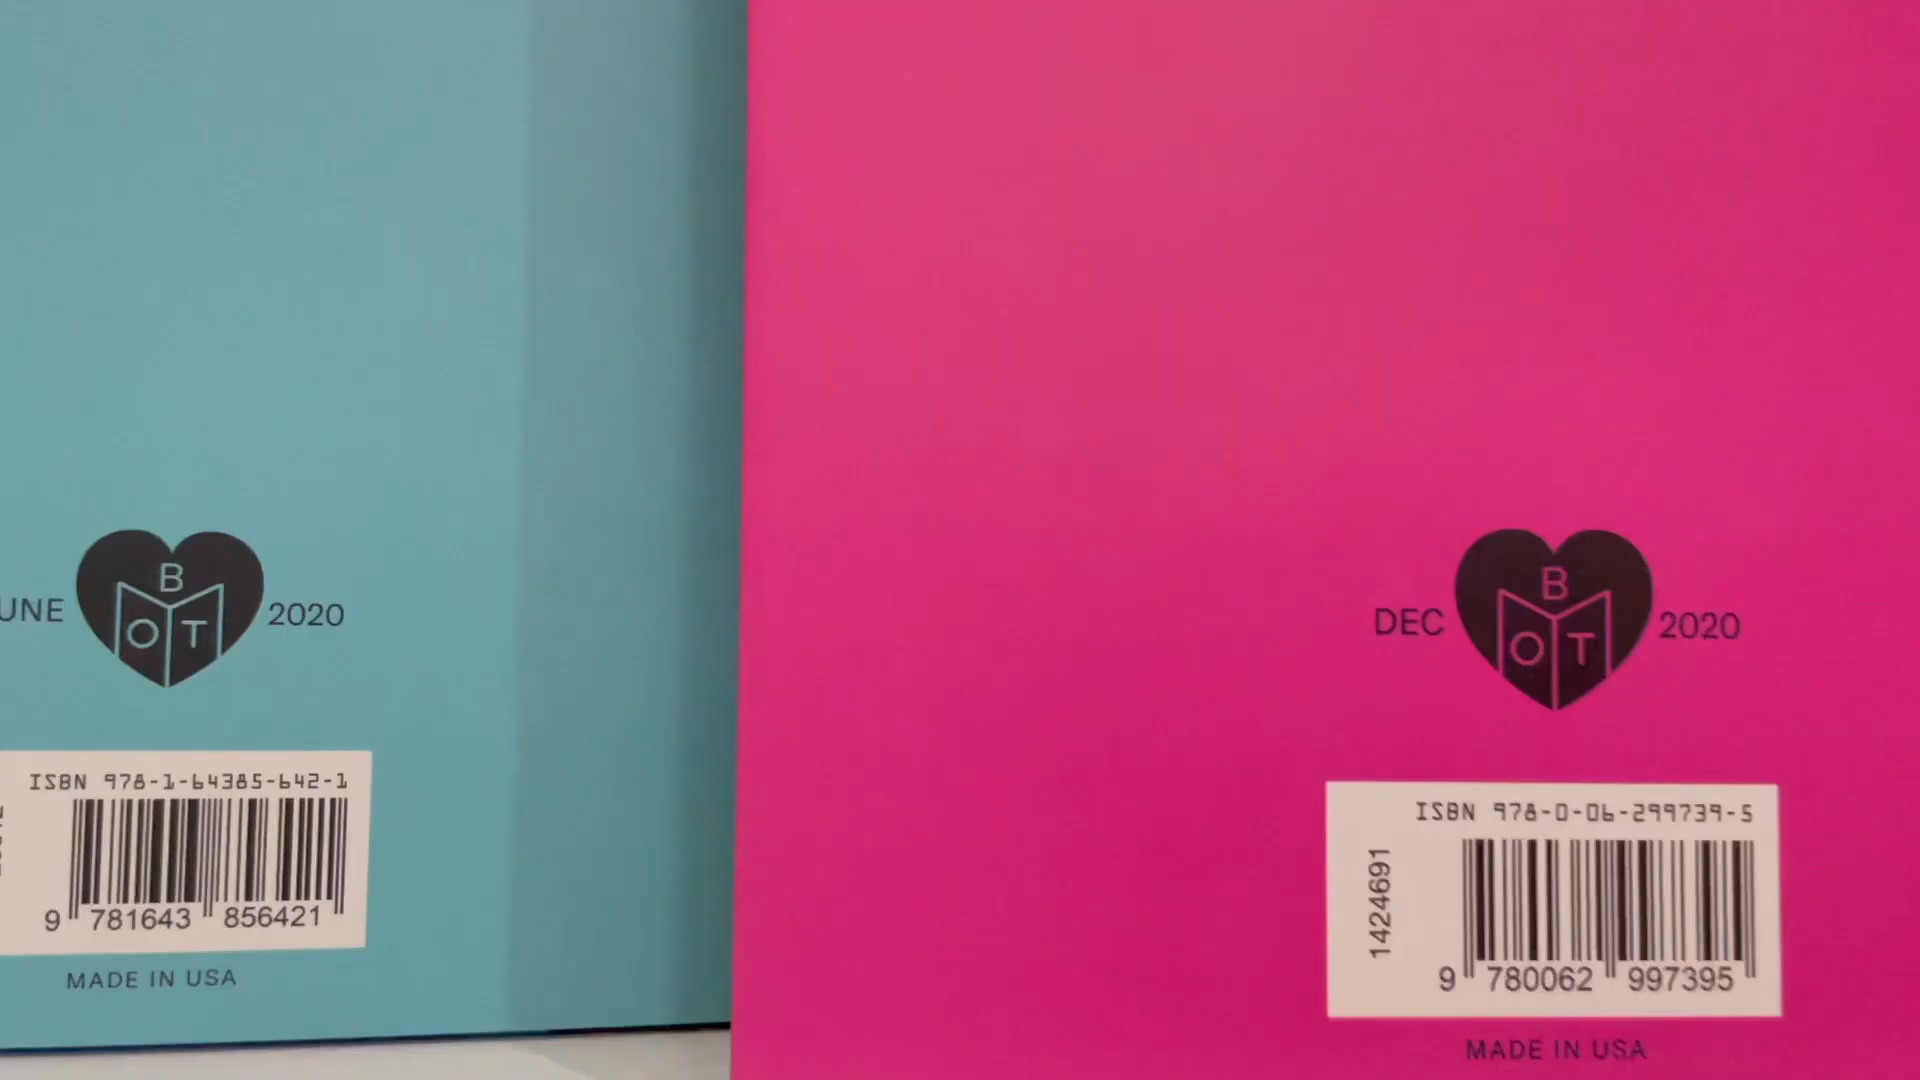 UNE B O T 2020
ISBN 978-1-64385-642-1
9 781643 856421
MADE IN USA
DEC B O T 2020
ISBN 978-0-06-299739-5
1424691
9 780062 997395
MADE IN USA